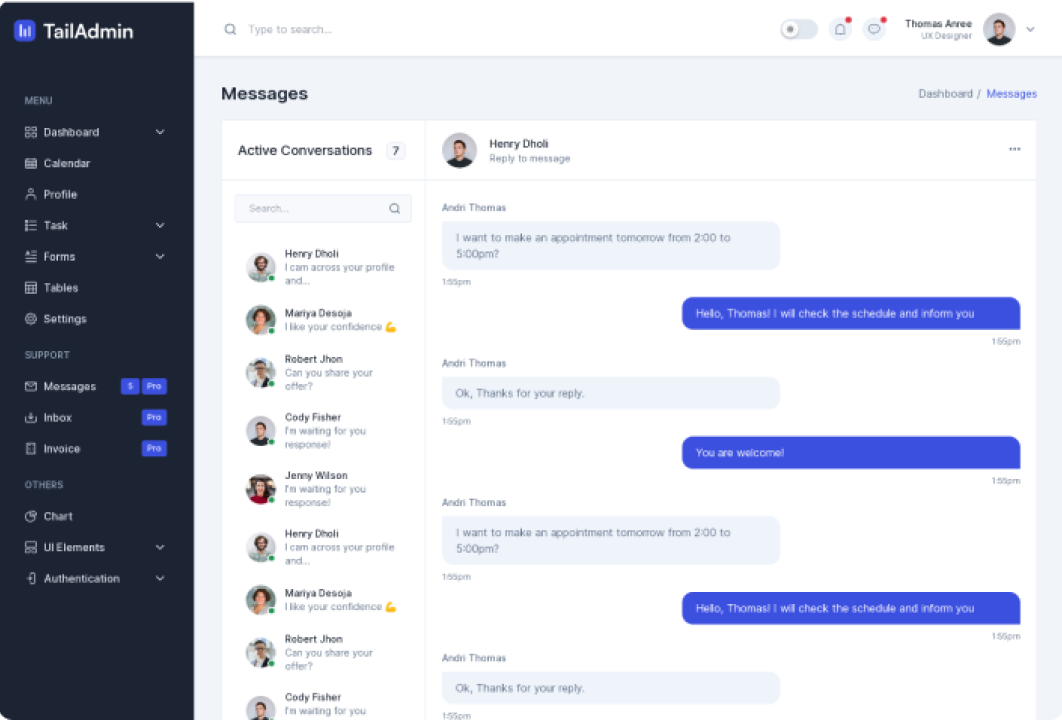 TailAdmin
Type to search...
Thomas Anree
UX Designer
MENU
Dashboard
Calendar
Profile
Task
Forms
Tables
Settings
SUPPORT
Messages 5 Pro
Inbox Pro
Invoice Pro
OTHERS
Chart
UI Elements
Authentication
Messages
Dashboard / Messages
Active Conversations 7
Search...
Henry Dholi
I cam across your profile
and...
Mariya Desoja
I like your confidence 💪
Robert Jhon
Can you share your
offer?
Cody Fisher
I'm waiting for you
response!
Jenny Wilson
I'm waiting for you
response!
Henry Dholi
I cam across your profile
and...
Mariya Desoja
I like your confidence 💪
Robert Jhon
Can you share your
offer?
Cody Fisher
I'm waiting for you
Henry Dholi
Reply to message
Andri Thomas
I want to make an appointment tomorrow from 2:00 to
5:00pm?
1:55pm
Hello, Thomas! I will check the schedule and inform you
1:55pm
Andri Thomas
Ok, Thanks for your reply.
1:55pm
You are welcome!
1:55pm
Andri Thomas
I want to make an appointment tomorrow from 2:00 to
5:00pm?
1:55pm
Hello, Thomas! I will check the schedule and inform you
1:55pm
Andri Thomas
Ok, Thanks for your reply.
1:55pm